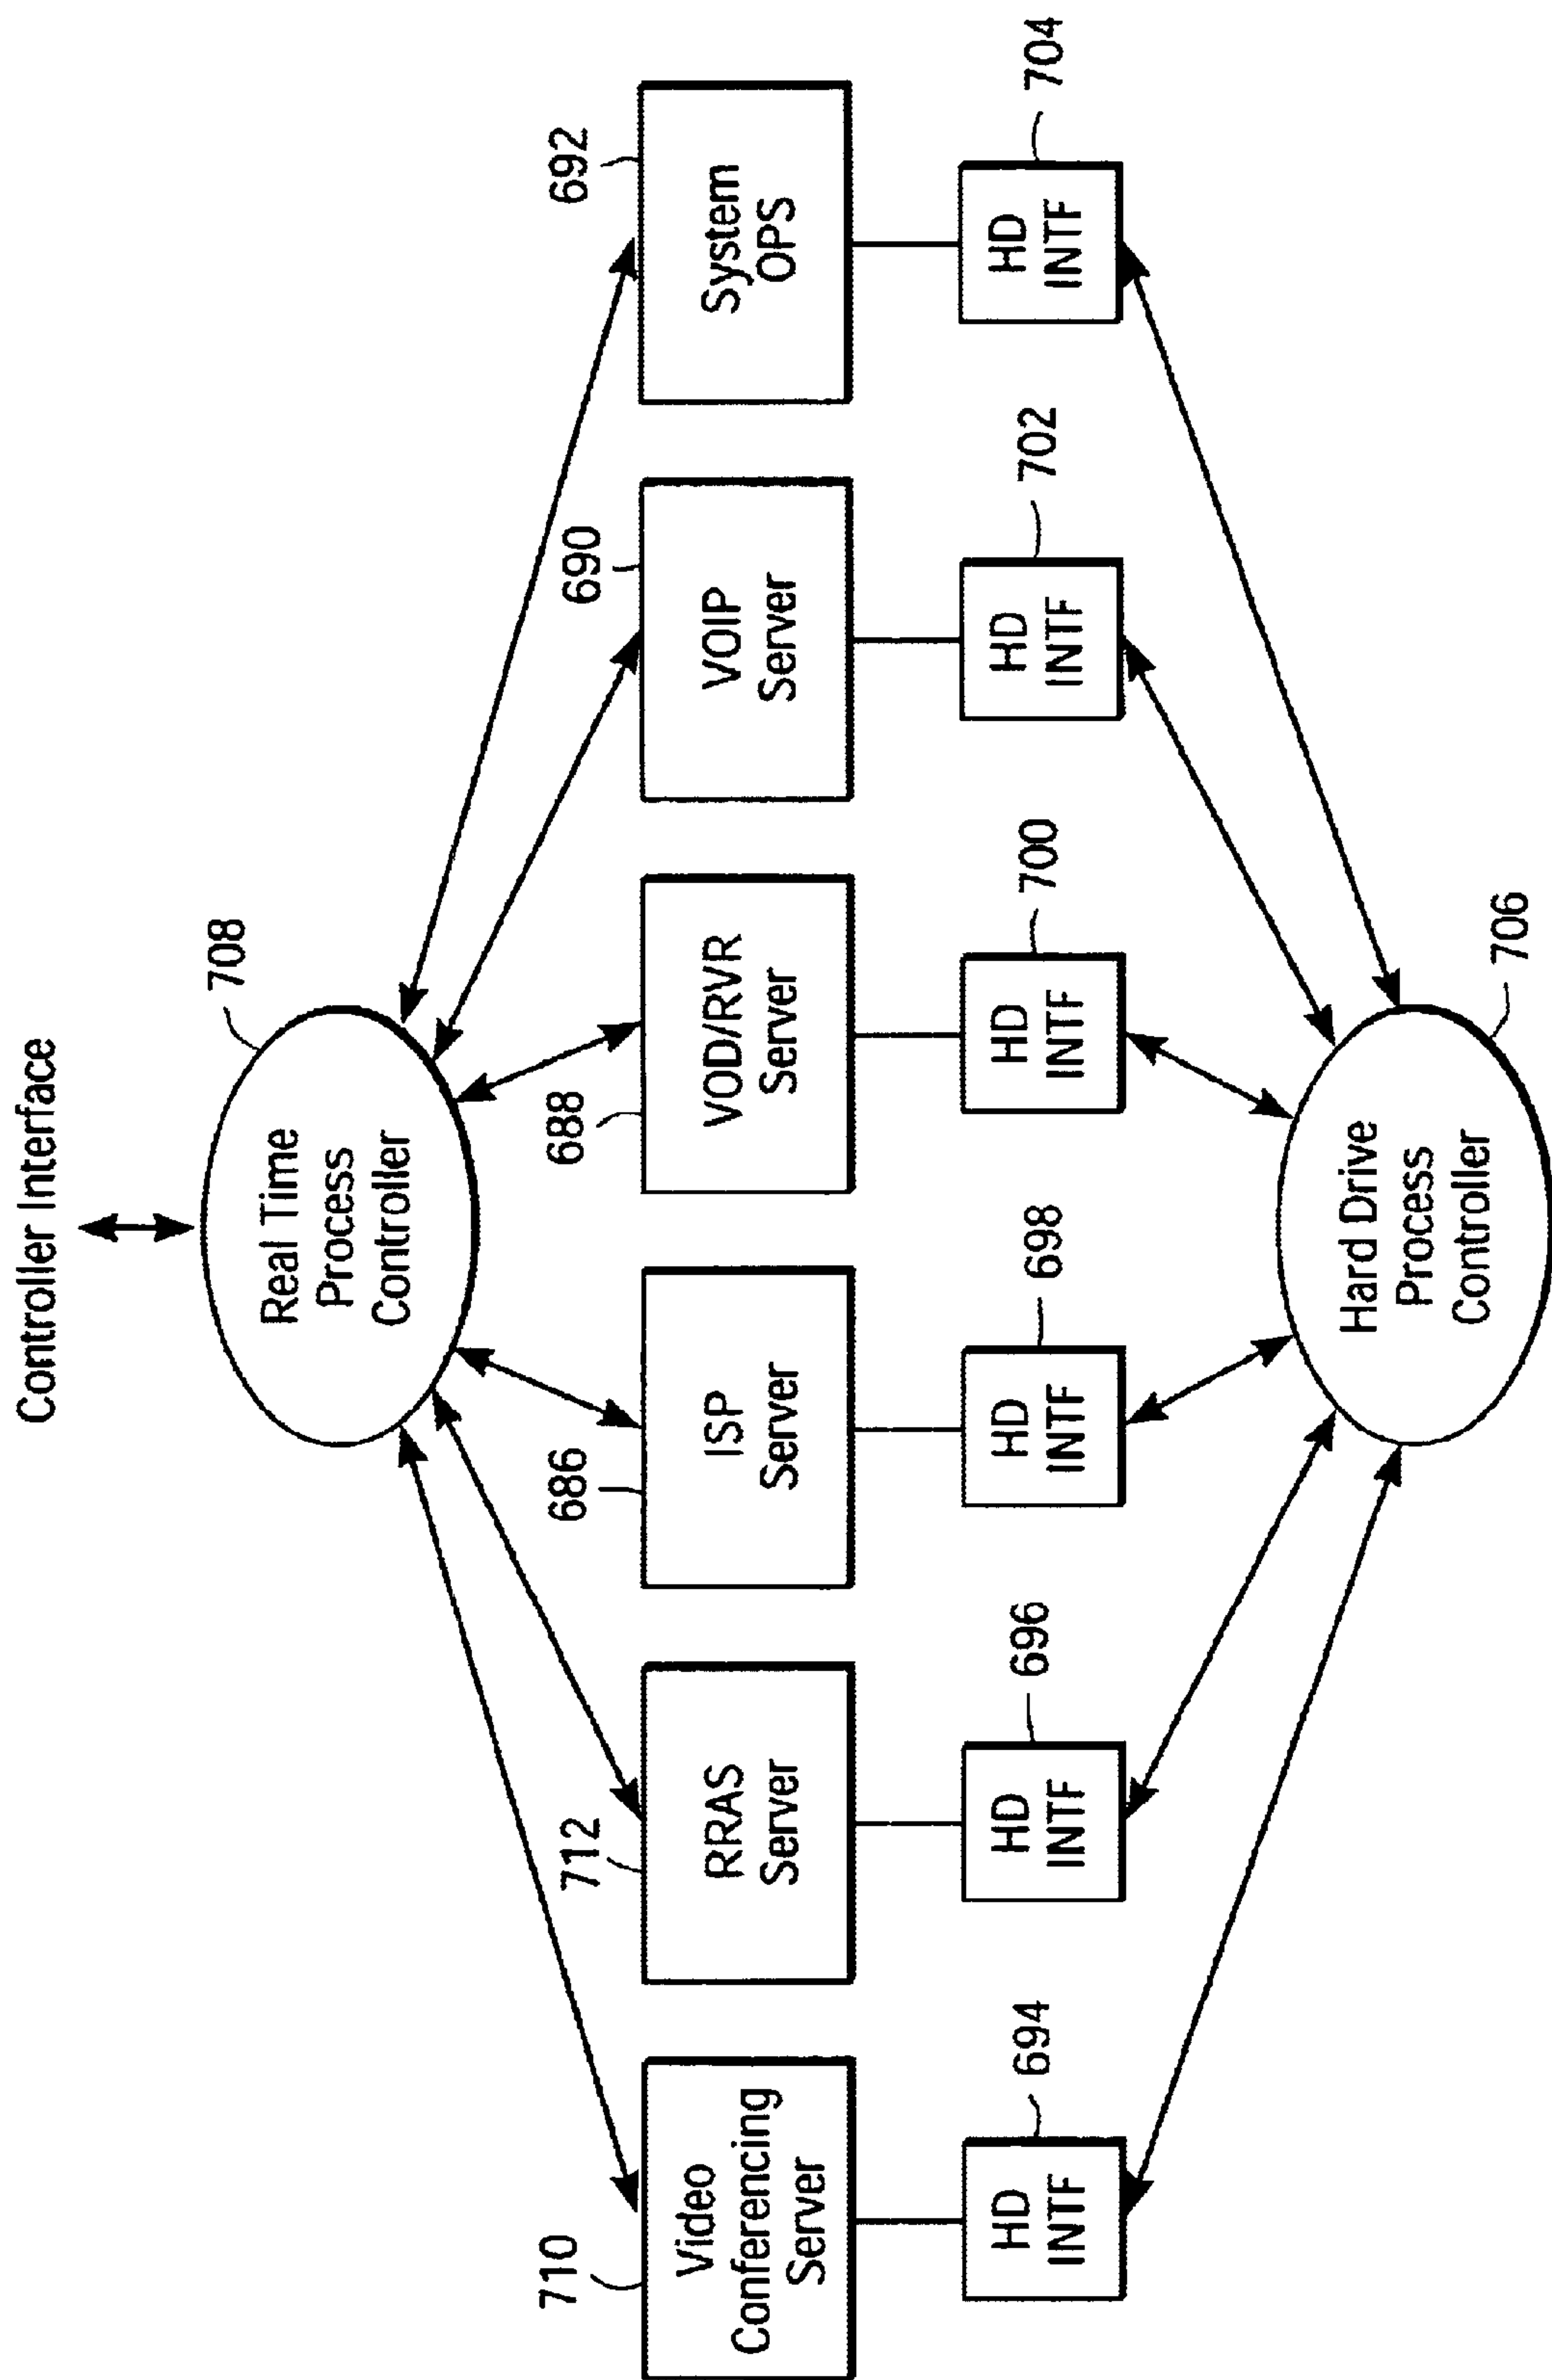 Controller Interface
708
Real Time
Process
Controller
710
Video
Conferencing
Server
712
RRAS
Server
686
ISP
Server
688
VOD/RVR
Server
690
VOIP
Server
692
System
OPS
694
HD
INTF
696
HD
INTF
698
HD
INTF
700
HD
INTF
702
HD
INTF
704
HD
INTF
Hard Drive
Process
Controller
706